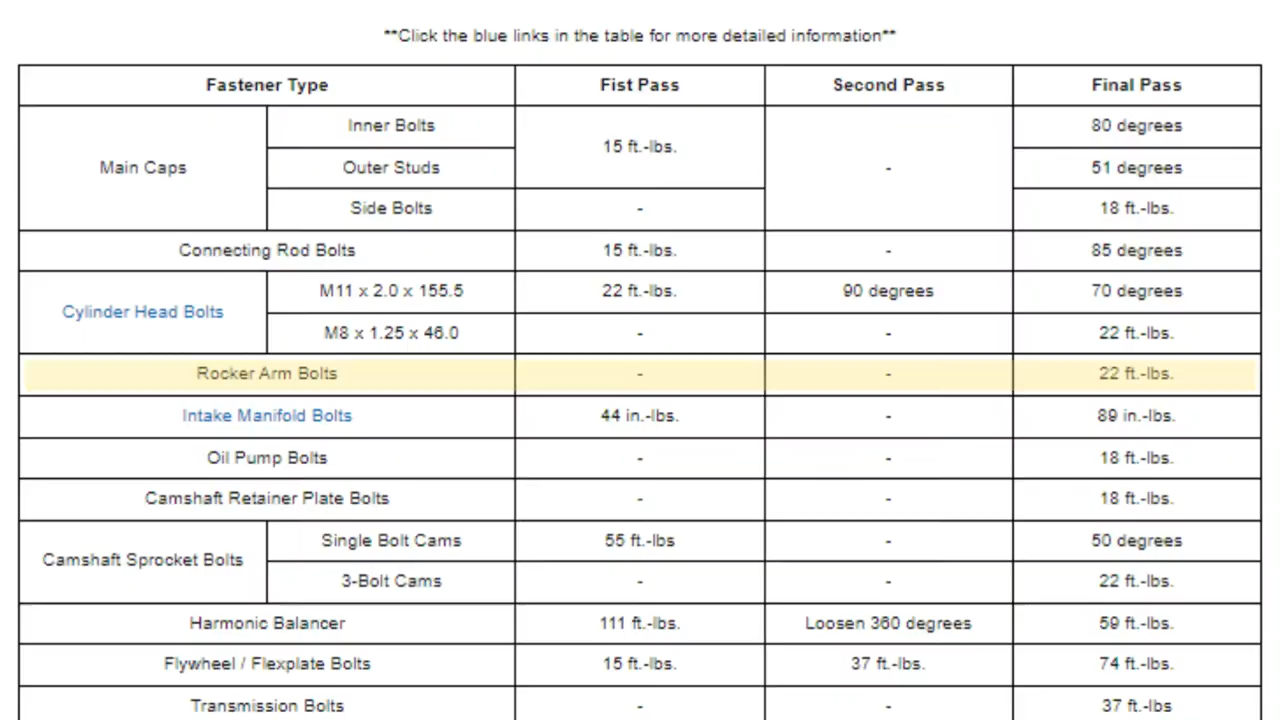 **Click the blue links in the table for more detailed information**
Fastener Type Fist Pass Second Pass Final Pass
Main Caps Inner Bolts 15 ft.-lbs. - 80 degrees
Outer Studs 51 degrees
Side Bolts - 18 ft.-lbs.
Connecting Rod Bolts 15 ft.-lbs. - 85 degrees
Cylinder Head Bolts M11 x 2.0 x 155.5 22 ft.-lbs. 90 degrees 70 degrees
M8 x 1.25 x 46.0 - - 22 ft.-lbs.
Rocker Arm Bolts - - 22 ft.-lbs.
Intake Manifold Bolts 44 in.-lbs. - 89 in.-lbs.
Oil Pump Bolts - - 18 ft.-lbs.
Camshaft Retainer Plate Bolts - - 18 ft.-lbs.
Camshaft Sprocket Bolts Single Bolt Cams 55 ft.-lbs - 50 degrees
3-Bolt Cams - - 22 ft.-lbs.
Harmonic Balancer 111 ft.-lbs. Loosen 360 degrees 59 ft.-lbs.
Flywheel / Flexplate Bolts 15 ft.-lbs. 37 ft.-lbs. 74 ft.-lbs.
Transmission Bolts - - 37 ft.-lbs